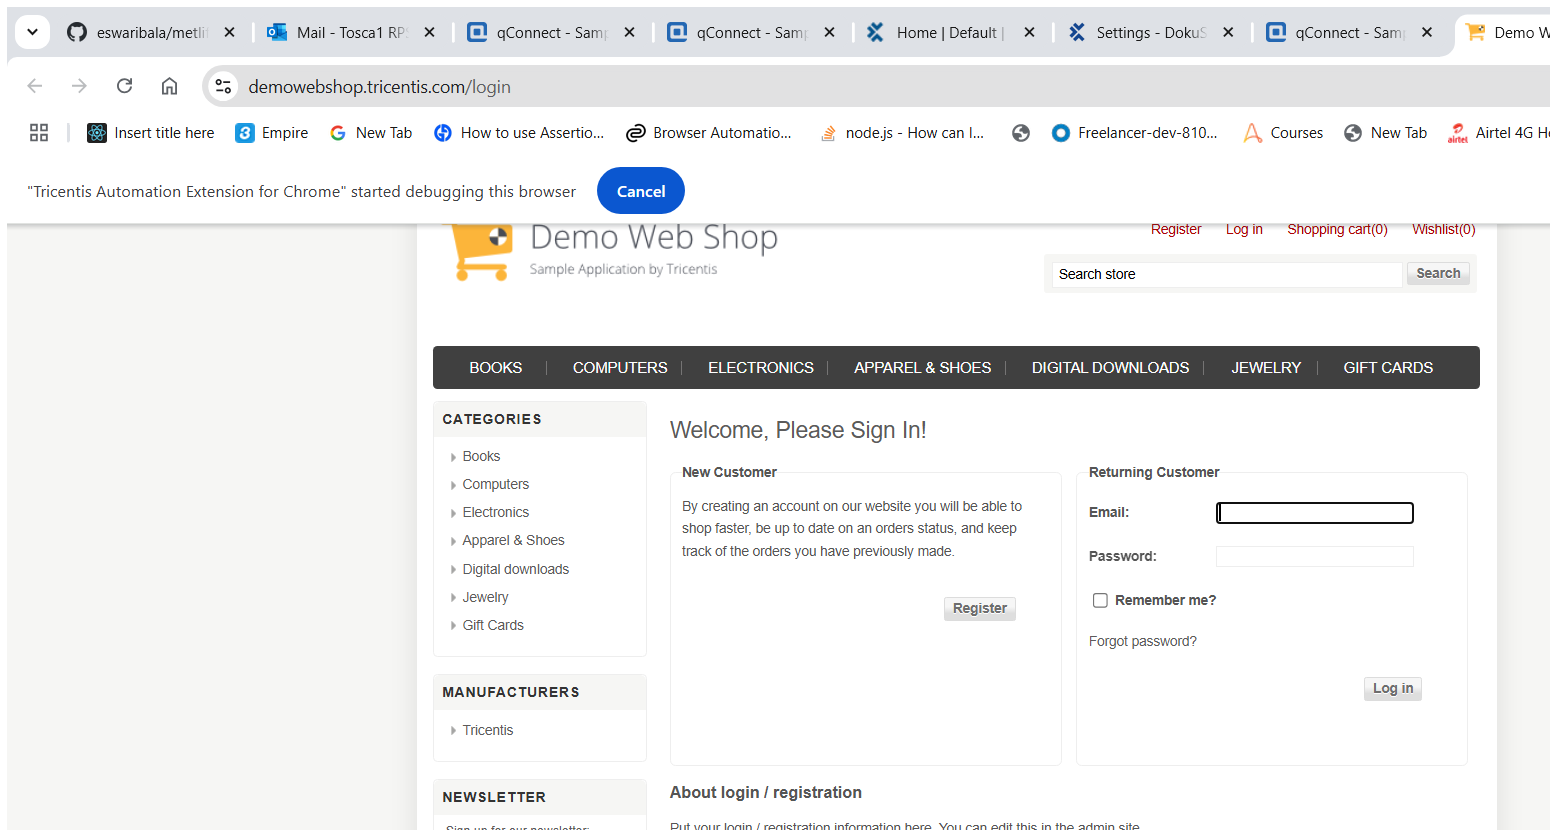 eswaribala/metli
Mail - Tosca1 RPS
qConnect - Samp
qConnect - Samp
Home | Default |
Settings - DokuS
qConnect - Samp
Demo W
demowebshop.tricentis.com/login
Insert title here
Empire
New Tab
How to use Assertio...
Browser Automatio...
node.js - How can I...
Freelancer-dev-810...
Courses
New Tab
airtel
Airtel 4G Ho
"Tricentis Automation Extension for Chrome" started debugging this browser
Cancel
Demo Web Shop
Sample Application by Tricentis
Register
Log in
Shopping cart(0)
Wishlist(0)
Search store
Search
BOOKS
COMPUTERS
ELECTRONICS
APPAREL & SHOES
DIGITAL DOWNLOADS
JEWELRY
GIFT CARDS
CATEGORIES
Books
Computers
Electronics
Apparel & Shoes
Digital downloads
Jewelry
Gift Cards
MANUFACTURERS
Tricentis
NEWSLETTER
Sign up for our newsletter:
Welcome, Please Sign In!
New Customer
By creating an account on our website you will be able to
shop faster, be up to date on an orders status, and keep
track of the orders you have previously made.
Register
Returning Customer
Email:
Password:
Remember me?
Forgot password?
Log in
About login / registration
Put your login / registration information here. You can edit this in the admin site.